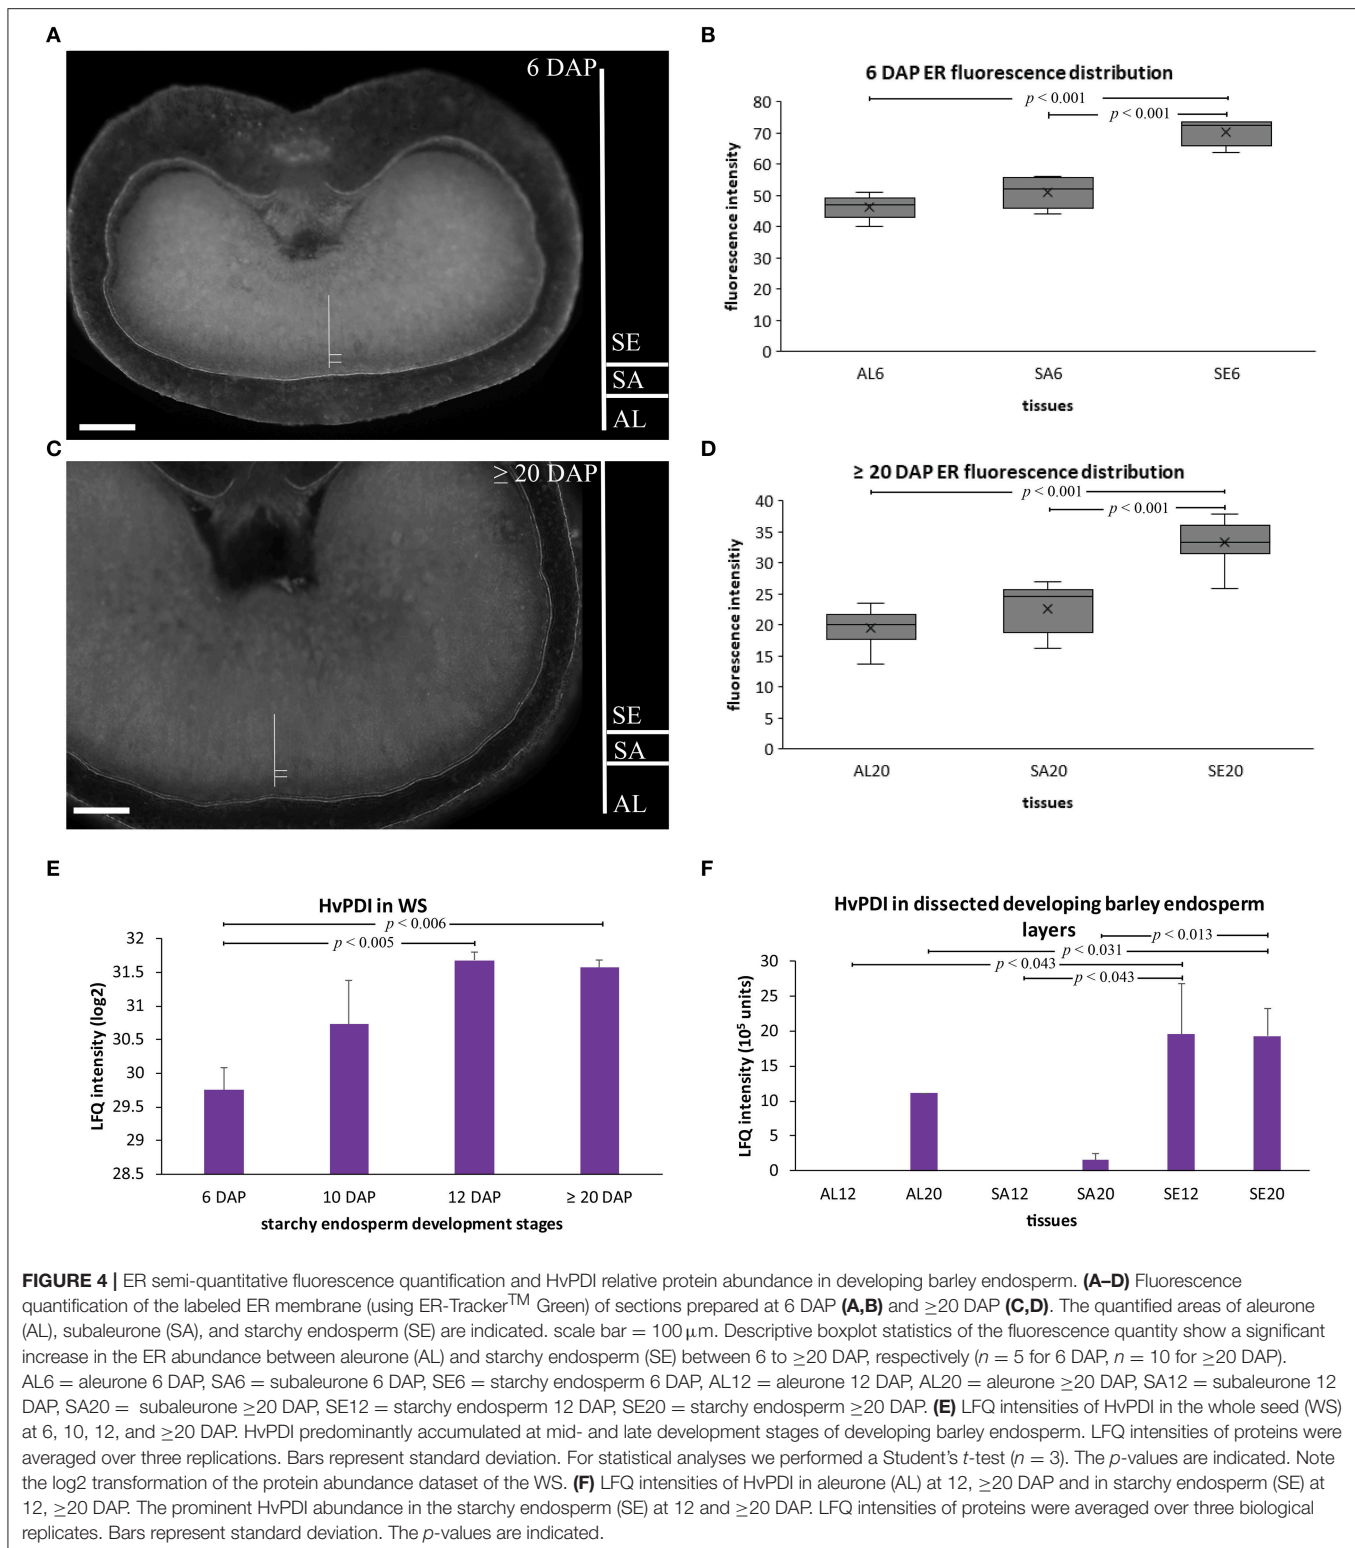 A
6 DAP
SE
SA
AL
B
6 DAP ER fluorescence distribution
p < 0.001
p < 0.001
fluorescence intensity
80
70
60
50
40
30
20
10
0
AL6 SA6 SE6
tissues
C
≥ 20 DAP
SE
SA
AL
D
≥ 20 DAP ER fluorescence distribution
p < 0.001
p < 0.001
fluorescence intensitiy
40
35
30
25
20
15
10
5
0
AL20 SA20 SE20
tissues
E
HvPDI in WS
p < 0.006
p < 0.005
LFQ intensity (log2)
32
31.5
31
30.5
30
29.5
29
28.5
6 DAP 10 DAP 12 DAP ≥ 20 DAP
starchy endosperm development stages
F
HvPDI in dissected developing barley endosperm
layers
p < 0.013
p < 0.031
p < 0.043
p < 0.043
LFQ intensity (10⁵ units)
30
25
20
15
10
5
0
AL12 AL20 SA12 SA20 SE12 SE20
tissues
FIGURE 4 | ER semi-quantitative fluorescence quantification and HvPDI relative protein abundance in developing barley endosperm. (A–D) Fluorescence
quantification of the labeled ER membrane (using ER-Tracker™ Green) of sections prepared at 6 DAP (A,B) and ≥20 DAP (C,D). The quantified areas of aleurone
(AL), subaleurone (SA), and starchy endosperm (SE) are indicated. scale bar = 100 μm. Descriptive boxplot statistics of the fluorescence quantity show a significant
increase in the ER abundance between aleurone (AL) and starchy endosperm (SE) between 6 to ≥20 DAP, respectively (n = 5 for 6 DAP, n = 10 for ≥20 DAP).
AL6 = aleurone 6 DAP, SA6 = subaleurone 6 DAP, SE6 = starchy endosperm 6 DAP, AL12 = aleurone 12 DAP, AL20 = aleurone ≥20 DAP, SA12 = subaleurone 12
DAP, SA20 = subaleurone ≥20 DAP, SE12 = starchy endosperm 12 DAP, SE20 = starchy endosperm ≥20 DAP. (E) LFQ intensities of HvPDI in the whole seed (WS)
at 6, 10, 12, and ≥20 DAP. HvPDI predominantly accumulated at mid- and late development stages of developing barley endosperm. LFQ intensities of proteins were
averaged over three replications. Bars represent standard deviation. For statistical analyses we performed a Student's t-test (n = 3). The p-values are indicated. Note
the log2 transformation of the protein abundance dataset of the WS. (F) LFQ intensities of HvPDI in aleurone (AL) at 12, ≥20 DAP and in starchy endosperm (SE) at
12, ≥20 DAP. The prominent HvPDI abundance in the starchy endosperm (SE) at 12 and ≥20 DAP. LFQ intensities of proteins were averaged over three biological
replicates. Bars represent standard deviation. The p-values are indicated.